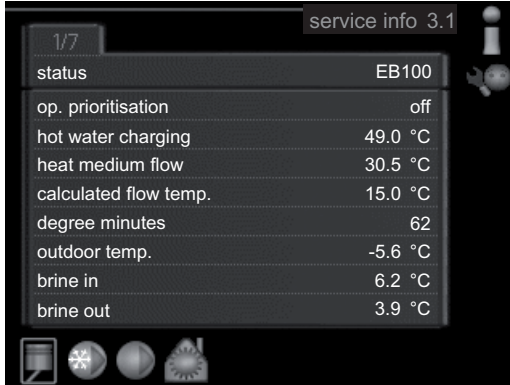 service info 3.1
1/7
status EB100
op. prioritisation off
hot water charging 49.0 °C
heat medium flow 30.5 °C
calculated flow temp. 15.0 °C
degree minutes 62
outdoor temp. -5.6 °C
brine in 6.2 °C
brine out 3.9 °C